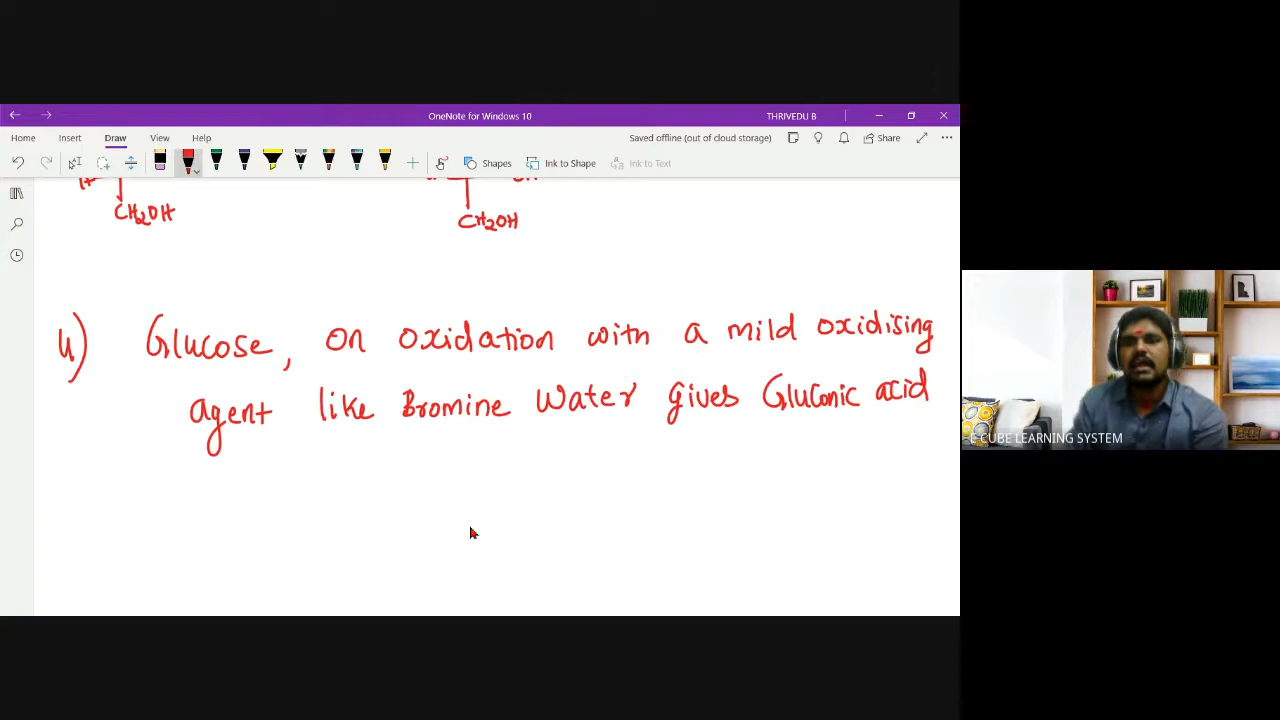 OneNote for Windows 10
THRIVEDU B
Home Insert Draw View Help
Saved offline (out of cloud storage)
Share
Shapes
Ink to Shape
Ink to Text
CH2OH
CH2OH
4) Glucose, on oxidation with a mild oxidising
agent like Bromine Water gives Gluconic acid
CUBE LEARNING SYSTEM